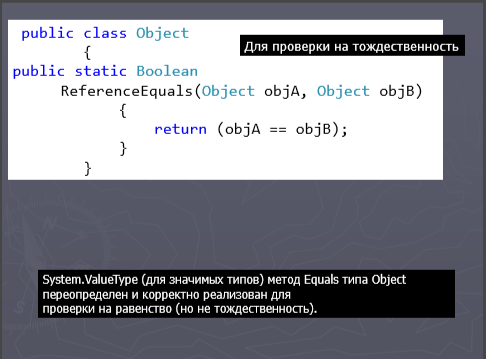 public class Object
Для проверки на тождественность
{
public static Boolean
ReferenceEquals(Object objA, Object objB)
{
return (objA == objB);
}
}
System.ValueType (для значимых типов) метод Equals типа Object
переопределен и корректно реализован для
проверки на равенство (но не тождественность).